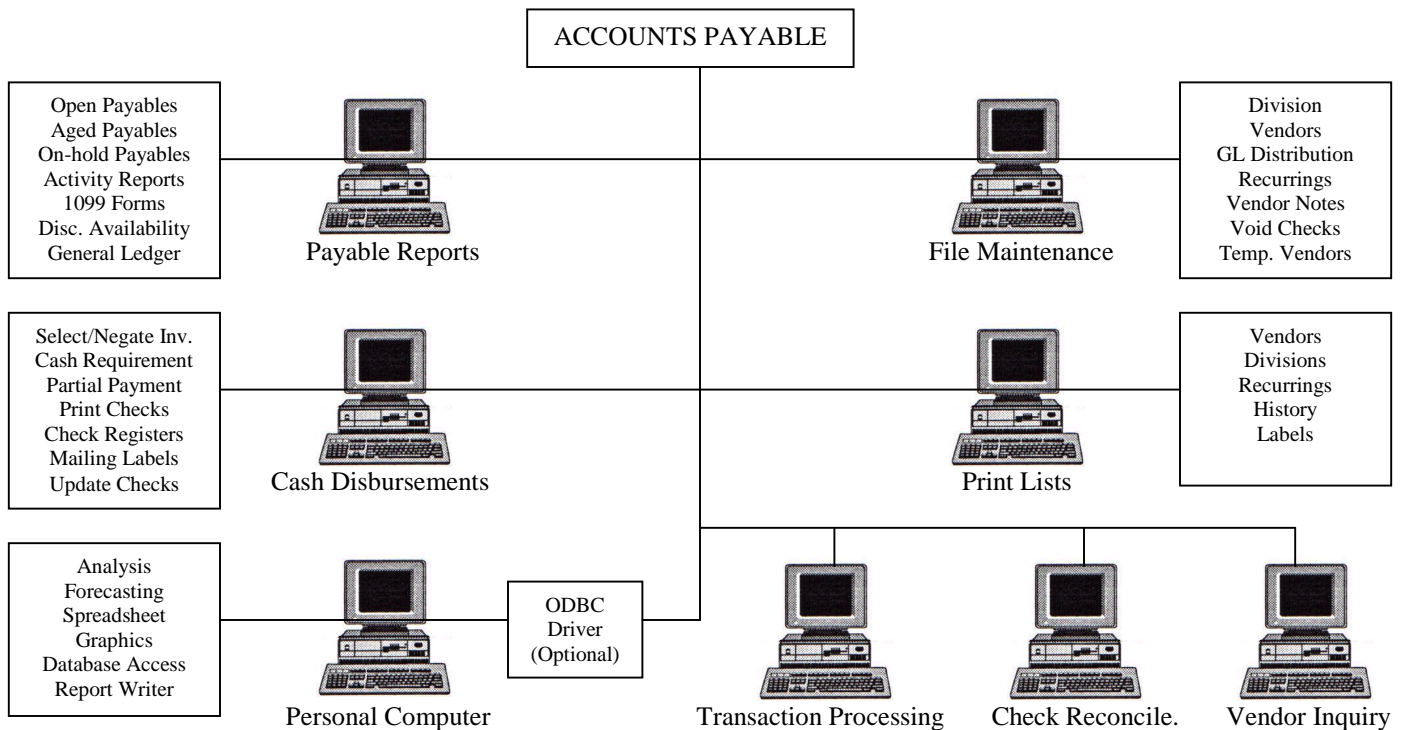 ACCOUNTS PAYABLE
Open Payables
Aged Payables
On-hold Payables
Activity Reports
1099 Forms
Disc. Availability
General Ledger
Payable Reports
File Maintenance
Division
Vendors
GL Distribution
Recurrings
Vendor Notes
Void Checks
Temp. Vendors
Select/Negate Inv.
Cash Requirement
Partial Payment
Print Checks
Check Registers
Mailing Labels
Update Checks
Cash Disbursements
Print Lists
Vendors
Divisions
Recurrings
History
Labels
Analysis
Forecasting
Spreadsheet
Graphics
Database Access
Report Writer
Personal Computer
ODBC
Driver
(Optional)
Transaction Processing
Check Reconcile.
Vendor Inquiry